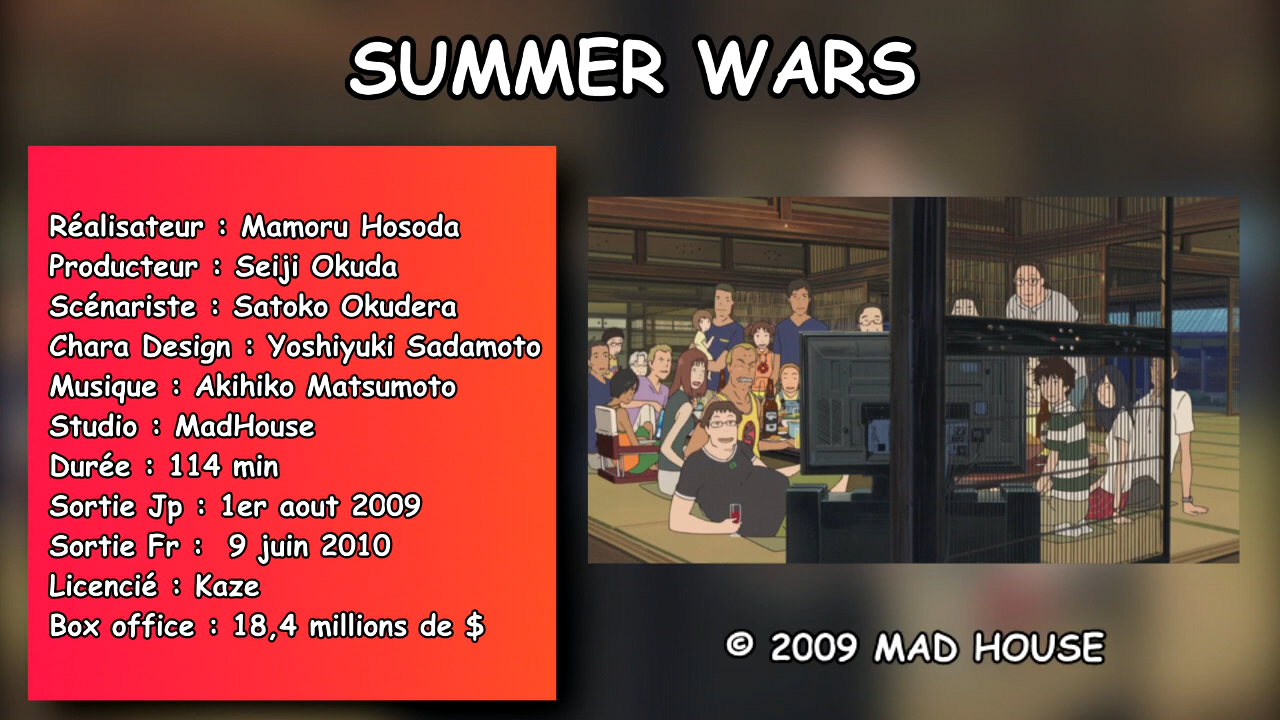 SUMMER WARS
Réalisateur : Mamoru Hosoda
Producteur : Seiji Okuda
Scénariste : Satoko Okudera
Chara Design : Yoshiyuki Sadamoto
Musique : Akihiko Matsumoto
Studio : MadHouse
Durée : 114 min
Sortie Jp : 1er aout 2009
Sortie Fr :  9 juin 2010
Licencié : Kaze
Box office : 18,4 millions de $
© 2009 MAD HOUSE